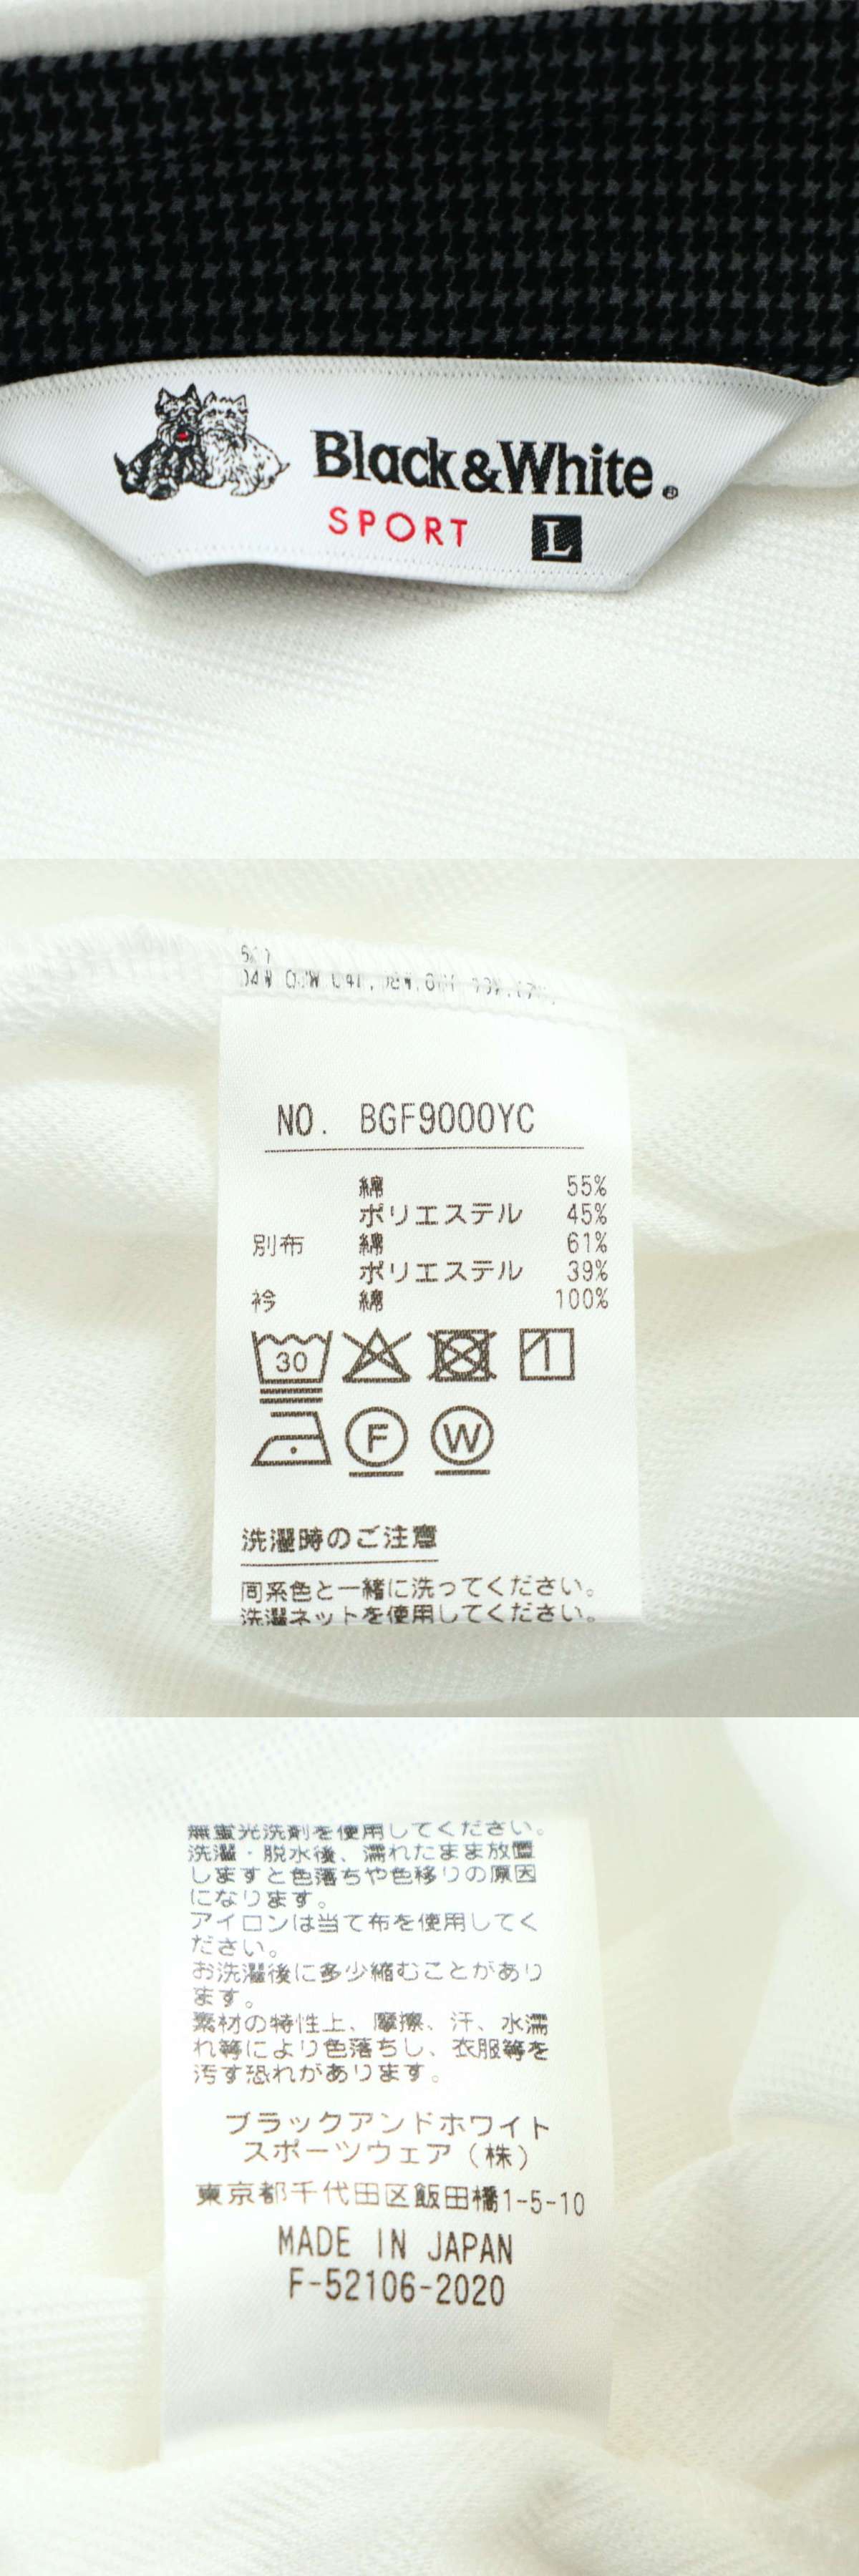 Black&White®
SPORT L
NO. BGF9000YC
綿 55%
ポリエステル 45%
別布 綿 61%
ポリエステル 39%
衿 綿 100%
30
F W
洗濯時のご注意
同系色と一緒に洗ってください。
洗濯ネットを使用してください。
無蛍光洗剤を使用してください。
洗濯・脱水後、濡れたまま放置
しますと色落ちや色移りの原因
になります。
アイロンは当て布を使用してく
ださい。
お洗濯後に多少縮むことがあり
ます。
素材の特性上、摩擦、汗、水濡
れ等により色落ちし、衣服等を
汚す恐れがあります。
ブラックアンドホワイト
スポーツウェア(株)
東京都千代田区飯田橋1-5-10
MADE IN JAPAN
F-52106-2020